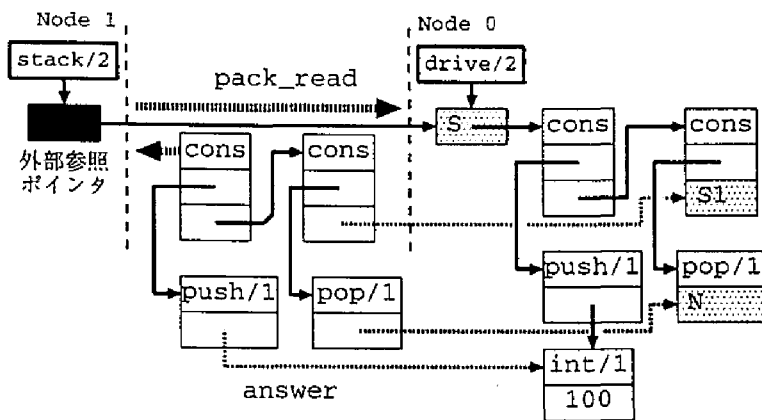 Node 1
Node 0
stack/2
pack_read
drive/2
外部参照
ポインタ
cons
cons
S
cons
cons
S1
push/1
pop/1
push/1
pop/1
N
int/1
100
answer